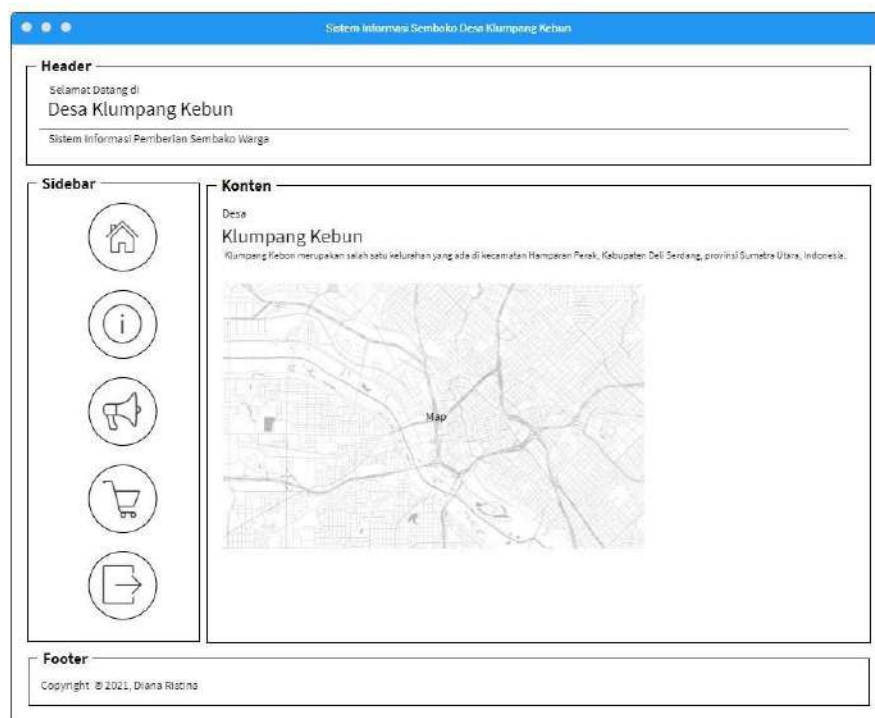 Sistem Informasi Sembako Desa Klumpang Kebun
Header
Selamat Datang di
Desa Klumpang Kebun
Sistem Informasi Pemberian Sembako Warga
Sidebar
Konten
Desa
Klumpang Kebun
Klumpang Kebon merupakan salah satu kelurahan yang ada di kecamatan Hamparan Perak, Kabupaten Deli Serdang, provinsi Sumatra Utara, Indonesia.
Map
Footer
Copyright © 2021, Diana Ristina